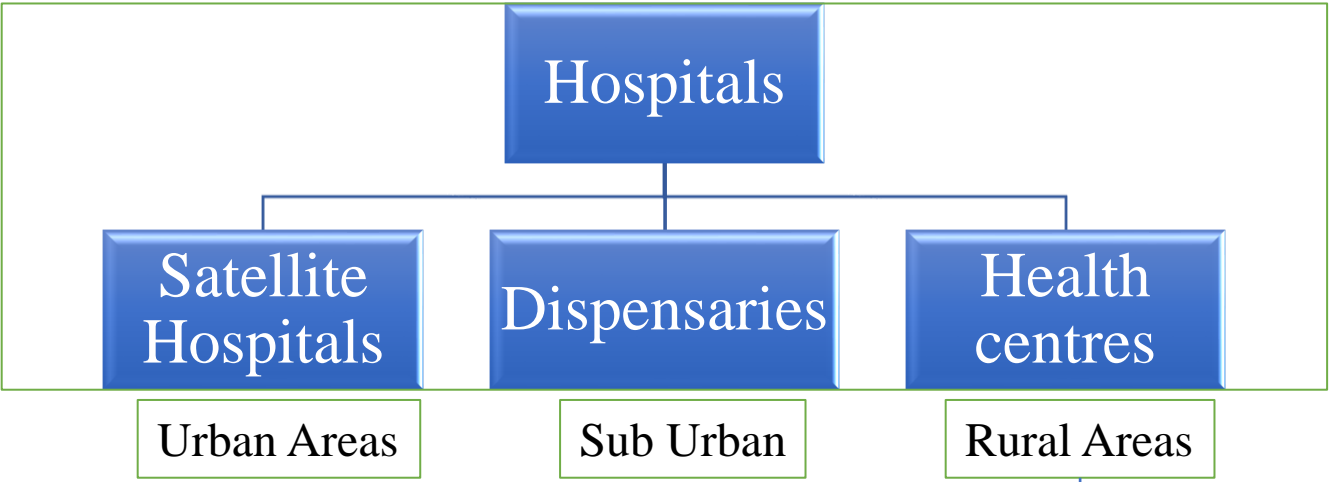 Hospitals
Satellite
Hospitals
Dispensaries
Health
centres
Urban Areas
Sub Urban
Rural Areas